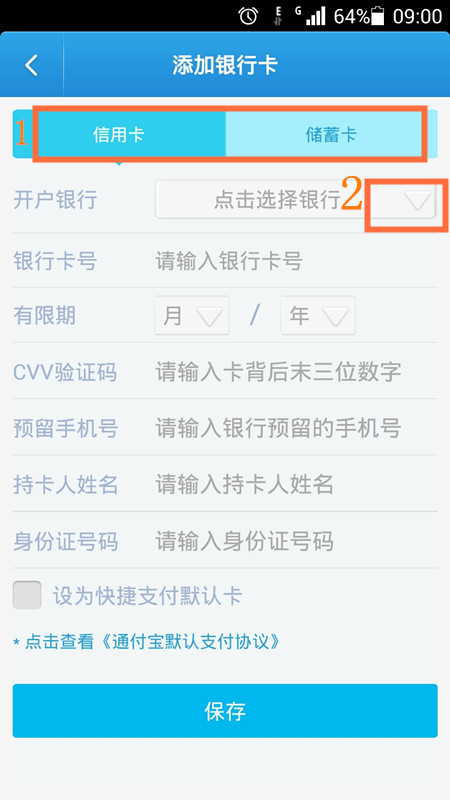 E G 64% 09:00
添加银行卡
1 信用卡 储蓄卡
开户银行 点击选择银行 2
银行卡号 请输入银行卡号
有限期 月 / 年
CVV验证码 请输入卡背后末三位数字
预留手机号 请输入银行预留的手机号
持卡人姓名 请输入持卡人姓名
身份证号码 请输入身份证号码
设为快捷支付默认卡
* 点击查看《通付宝默认支付协议》
保存